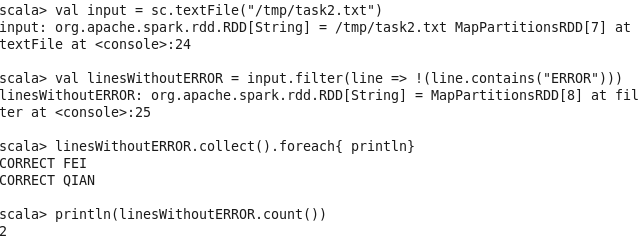 scala> val input = sc.textFile("/tmp/task2.txt")
input: org.apache.spark.rdd.RDD[String] = /tmp/task2.txt MapPartitionsRDD[7] at
textFile at <console>:24
scala> val linesWithoutERROR = input.filter(line => !(line.contains("ERROR")))
linesWithoutERROR: org.apache.spark.rdd.RDD[String] = MapPartitionsRDD[8] at fil
ter at <console>:25
scala> linesWithoutERROR.collect().foreach{ println}
CORRECT FEI
CORRECT QIAN
scala> println(linesWithoutERROR.count())
2